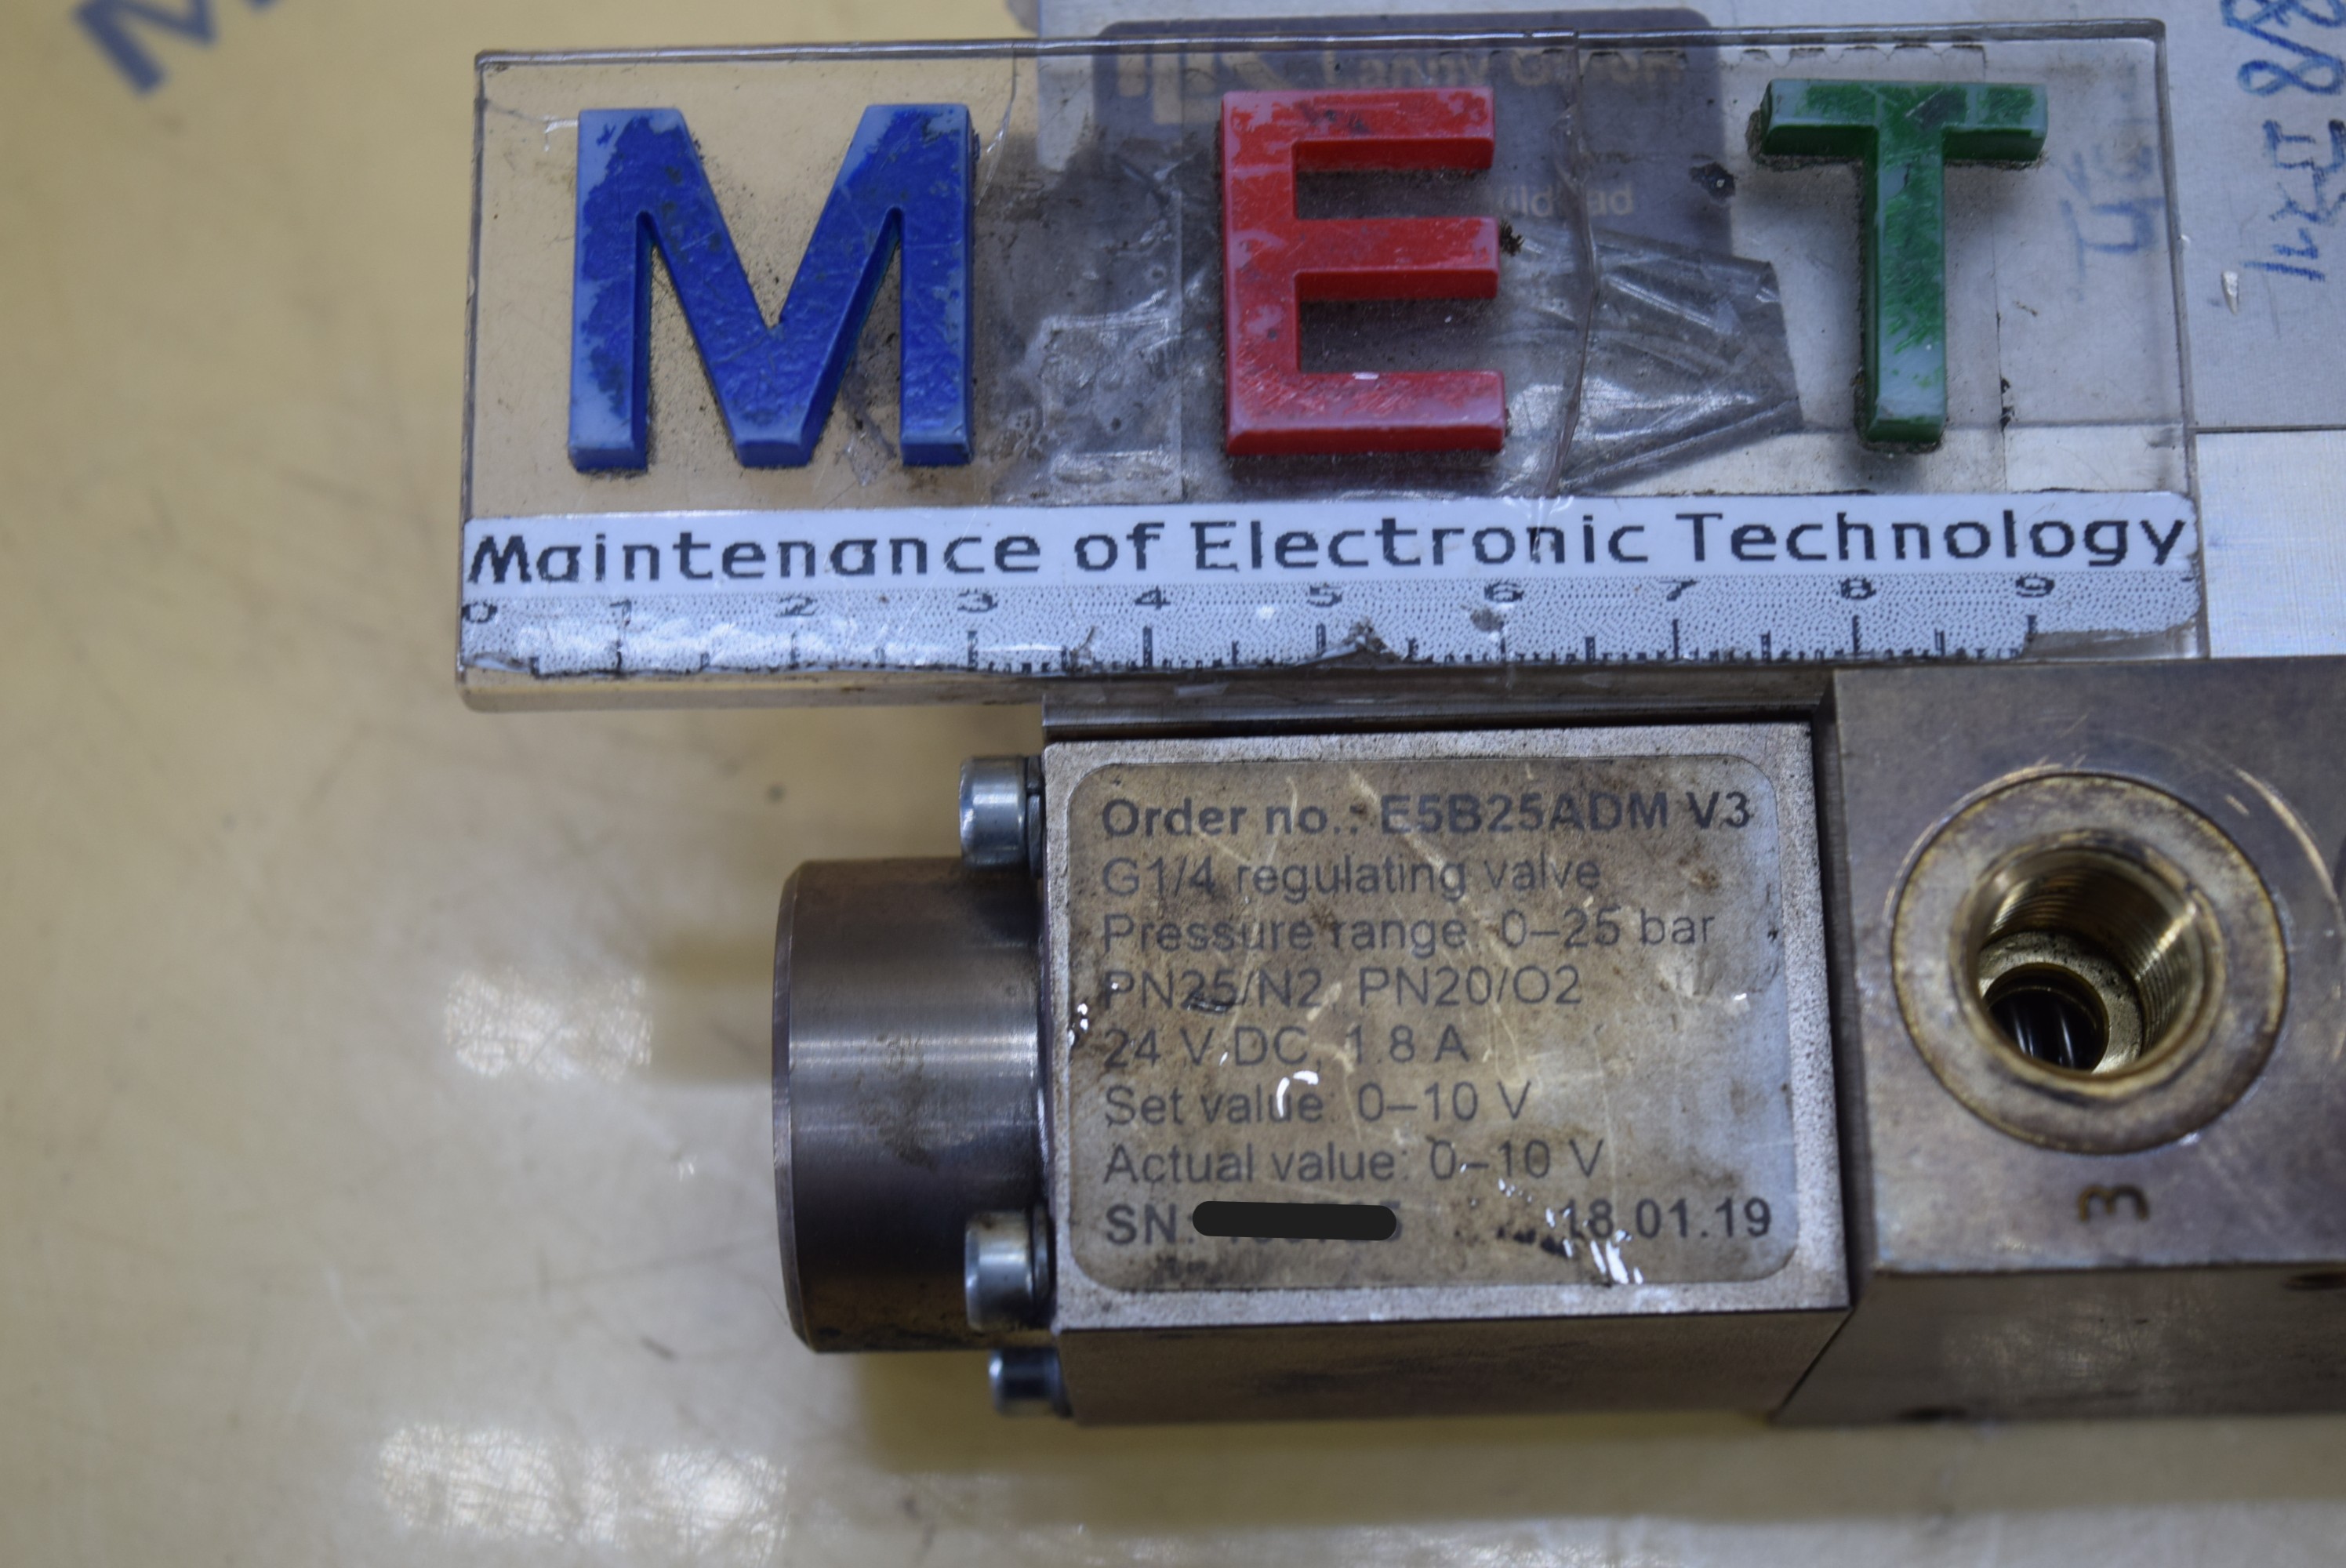 M E T
Maintenance of Electronic Technology
0 1 2 3 4 5 6 7 8 9
Order no.: E5B25ADM V3
G1/4 regulating valve
Pressure range: 0–25 bar
PN25/N2, PN20/O2
24 V DC, 1.8 A
Set value: 0–10 V
Actual value: 0–10 V
SN: 18.01.19
3